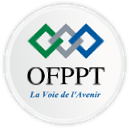 OFPPT
La Voie de l'Avenir